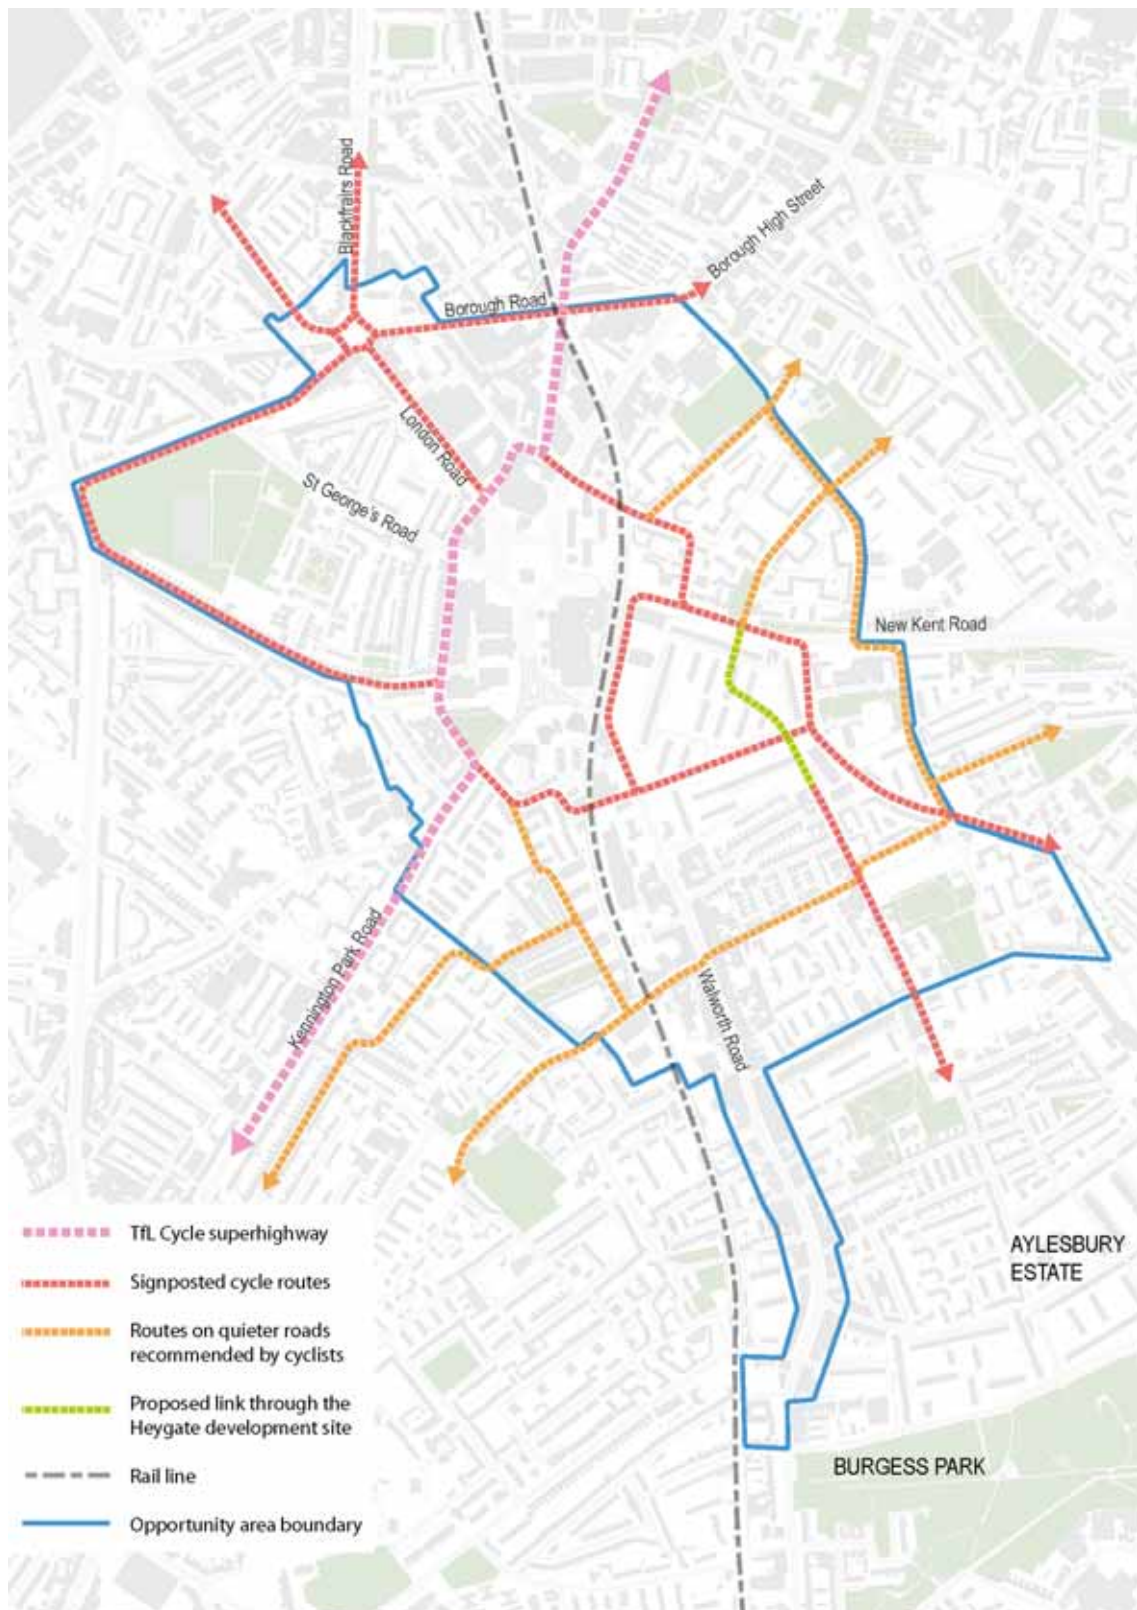 Blackfrairs Road
Borough High Street
Borough Road
London Road
St George's Road
New Kent Road
Kennington Park Road
Walworth Road
TfL Cycle superhighway
Signposted cycle routes
Routes on quieter roads
recommended by cyclists
Proposed link through the
Heygate development site
Rail line
Opportunity area boundary
AYLESBURY
ESTATE
BURGESS PARK